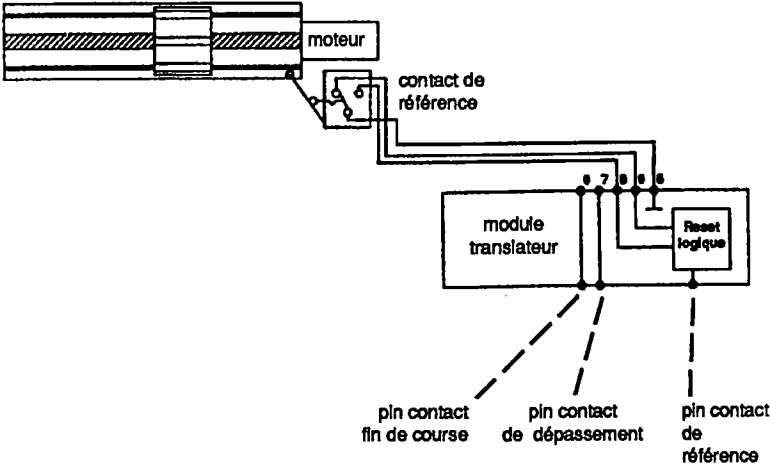 moteur
contact de
référence
6 7 8 9 5
module
translateur
Reset
logique
pin contact
fin de course
pin contact
de dépassement
pin contact
de
référence